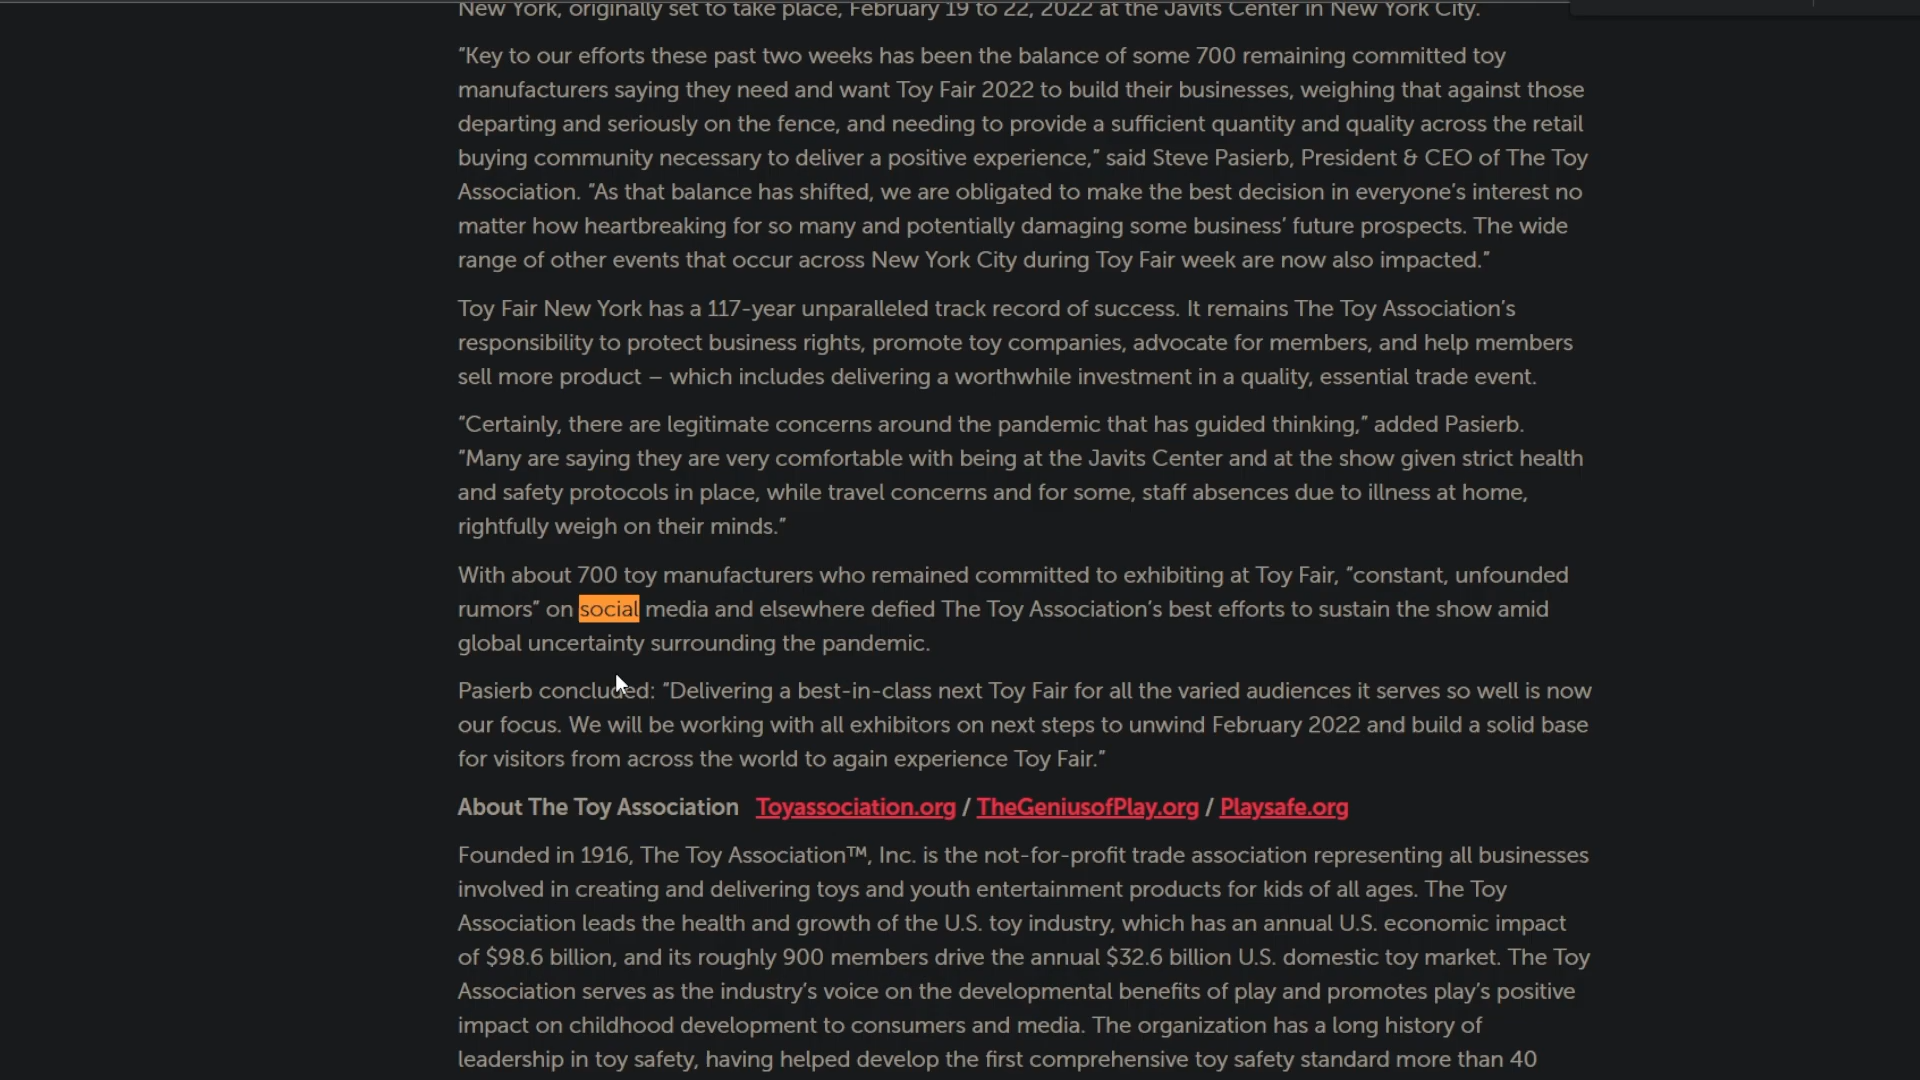 New York, originally set to take place, February 19 to 22, 2022 at the Javits Center in New York City.
“Key to our efforts these past two weeks has been the balance of some 700 remaining committed toy
manufacturers saying they need and want Toy Fair 2022 to build their businesses, weighing that against those
departing and seriously on the fence, and needing to provide a sufficient quantity and quality across the retail
buying community necessary to deliver a positive experience,” said Steve Pasierb, President & CEO of The Toy
Association. “As that balance has shifted, we are obligated to make the best decision in everyone’s interest no
matter how heartbreaking for so many and potentially damaging some business’ future prospects. The wide
range of other events that occur across New York City during Toy Fair week are now also impacted.”
Toy Fair New York has a 117-year unparalleled track record of success. It remains The Toy Association’s
responsibility to protect business rights, promote toy companies, advocate for members, and help members
sell more product – which includes delivering a worthwhile investment in a quality, essential trade event.
“Certainly, there are legitimate concerns around the pandemic that has guided thinking,” added Pasierb.
“Many are saying they are very comfortable with being at the Javits Center and at the show given strict health
and safety protocols in place, while travel concerns and for some, staff absences due to illness at home,
rightfully weigh on their minds.”
With about 700 toy manufacturers who remained committed to exhibiting at Toy Fair, “constant, unfounded
rumors” on social media and elsewhere defied The Toy Association’s best efforts to sustain the show amid
global uncertainty surrounding the pandemic.
Pasierb concluded: “Delivering a best-in-class next Toy Fair for all the varied audiences it serves so well is now
our focus. We will be working with all exhibitors on next steps to unwind February 2022 and build a solid base
for visitors from across the world to again experience Toy Fair.”
About The Toy Association Toyassociation.org / TheGeniusofPlay.org / Playsafe.org
Founded in 1916, The Toy Association™, Inc. is the not-for-profit trade association representing all businesses
involved in creating and delivering toys and youth entertainment products for kids of all ages. The Toy
Association leads the health and growth of the U.S. toy industry, which has an annual U.S. economic impact
of $98.6 billion, and its roughly 900 members drive the annual $32.6 billion U.S. domestic toy market. The Toy
Association serves as the industry’s voice on the developmental benefits of play and promotes play’s positive
impact on childhood development to consumers and media. The organization has a long history of
leadership in toy safety, having helped develop the first comprehensive toy safety standard more than 40